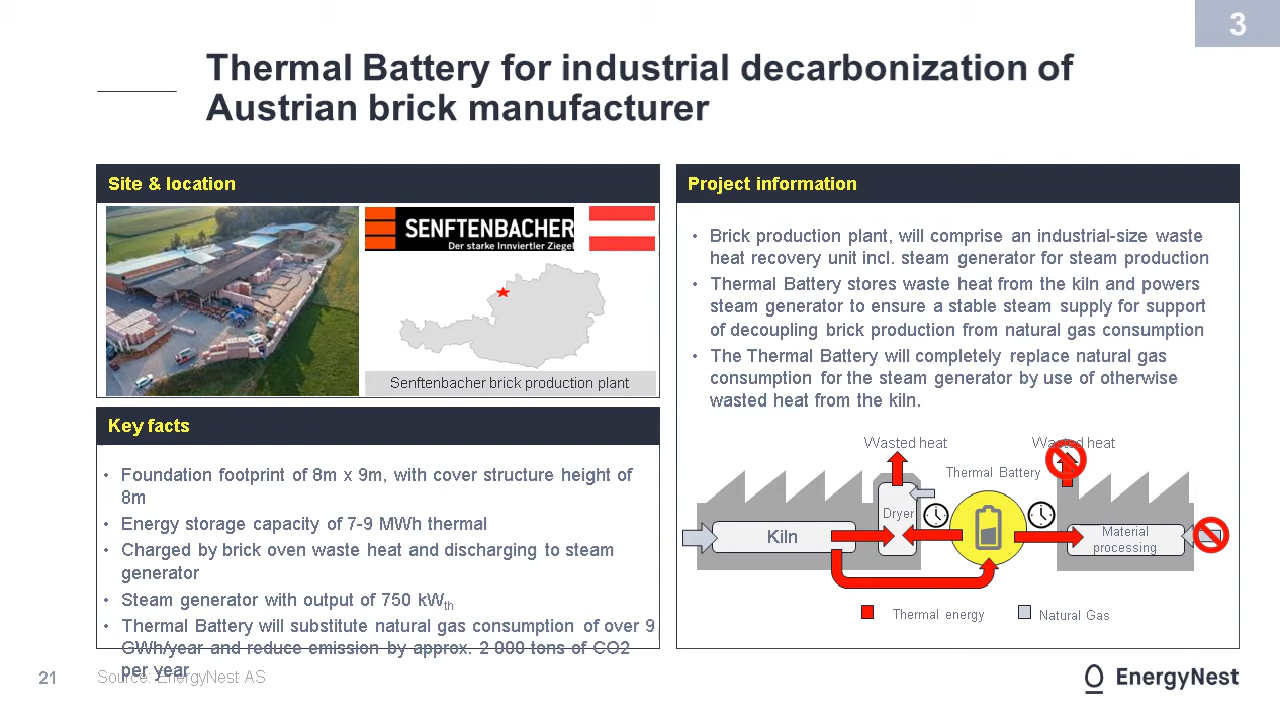 3
Thermal Battery for industrial decarbonization of
Austrian brick manufacturer
Site & location
SENFTENBACHER
Der starke Innviertler Ziegel
Senftenbacher brick production plant
Key facts
• Foundation footprint of 8m x 9m, with cover structure height of
8m
• Energy storage capacity of 7-9 MWh thermal
• Charged by brick oven waste heat and discharging to steam
generator
• Steam generator with output of 750 kWth
• Thermal Battery will substitute natural gas consumption of over 9
GWh/year and reduce emission by approx. 2 000 tons of CO2
per year
Project information
• Brick production plant, will comprise an industrial-size waste
heat recovery unit incl. steam generator for steam production
• Thermal Battery stores waste heat from the kiln and powers
steam generator to ensure a stable steam supply for support
of decoupling brick production from natural gas consumption
• The Thermal Battery will completely replace natural gas
consumption for the steam generator by use of otherwise
wasted heat from the kiln.
Wasted heat
Wasted heat
Thermal Battery
Dryer
Kiln
Material
processing
Thermal energy
Natural Gas
21
Source: EnergyNest AS
EnergyNest